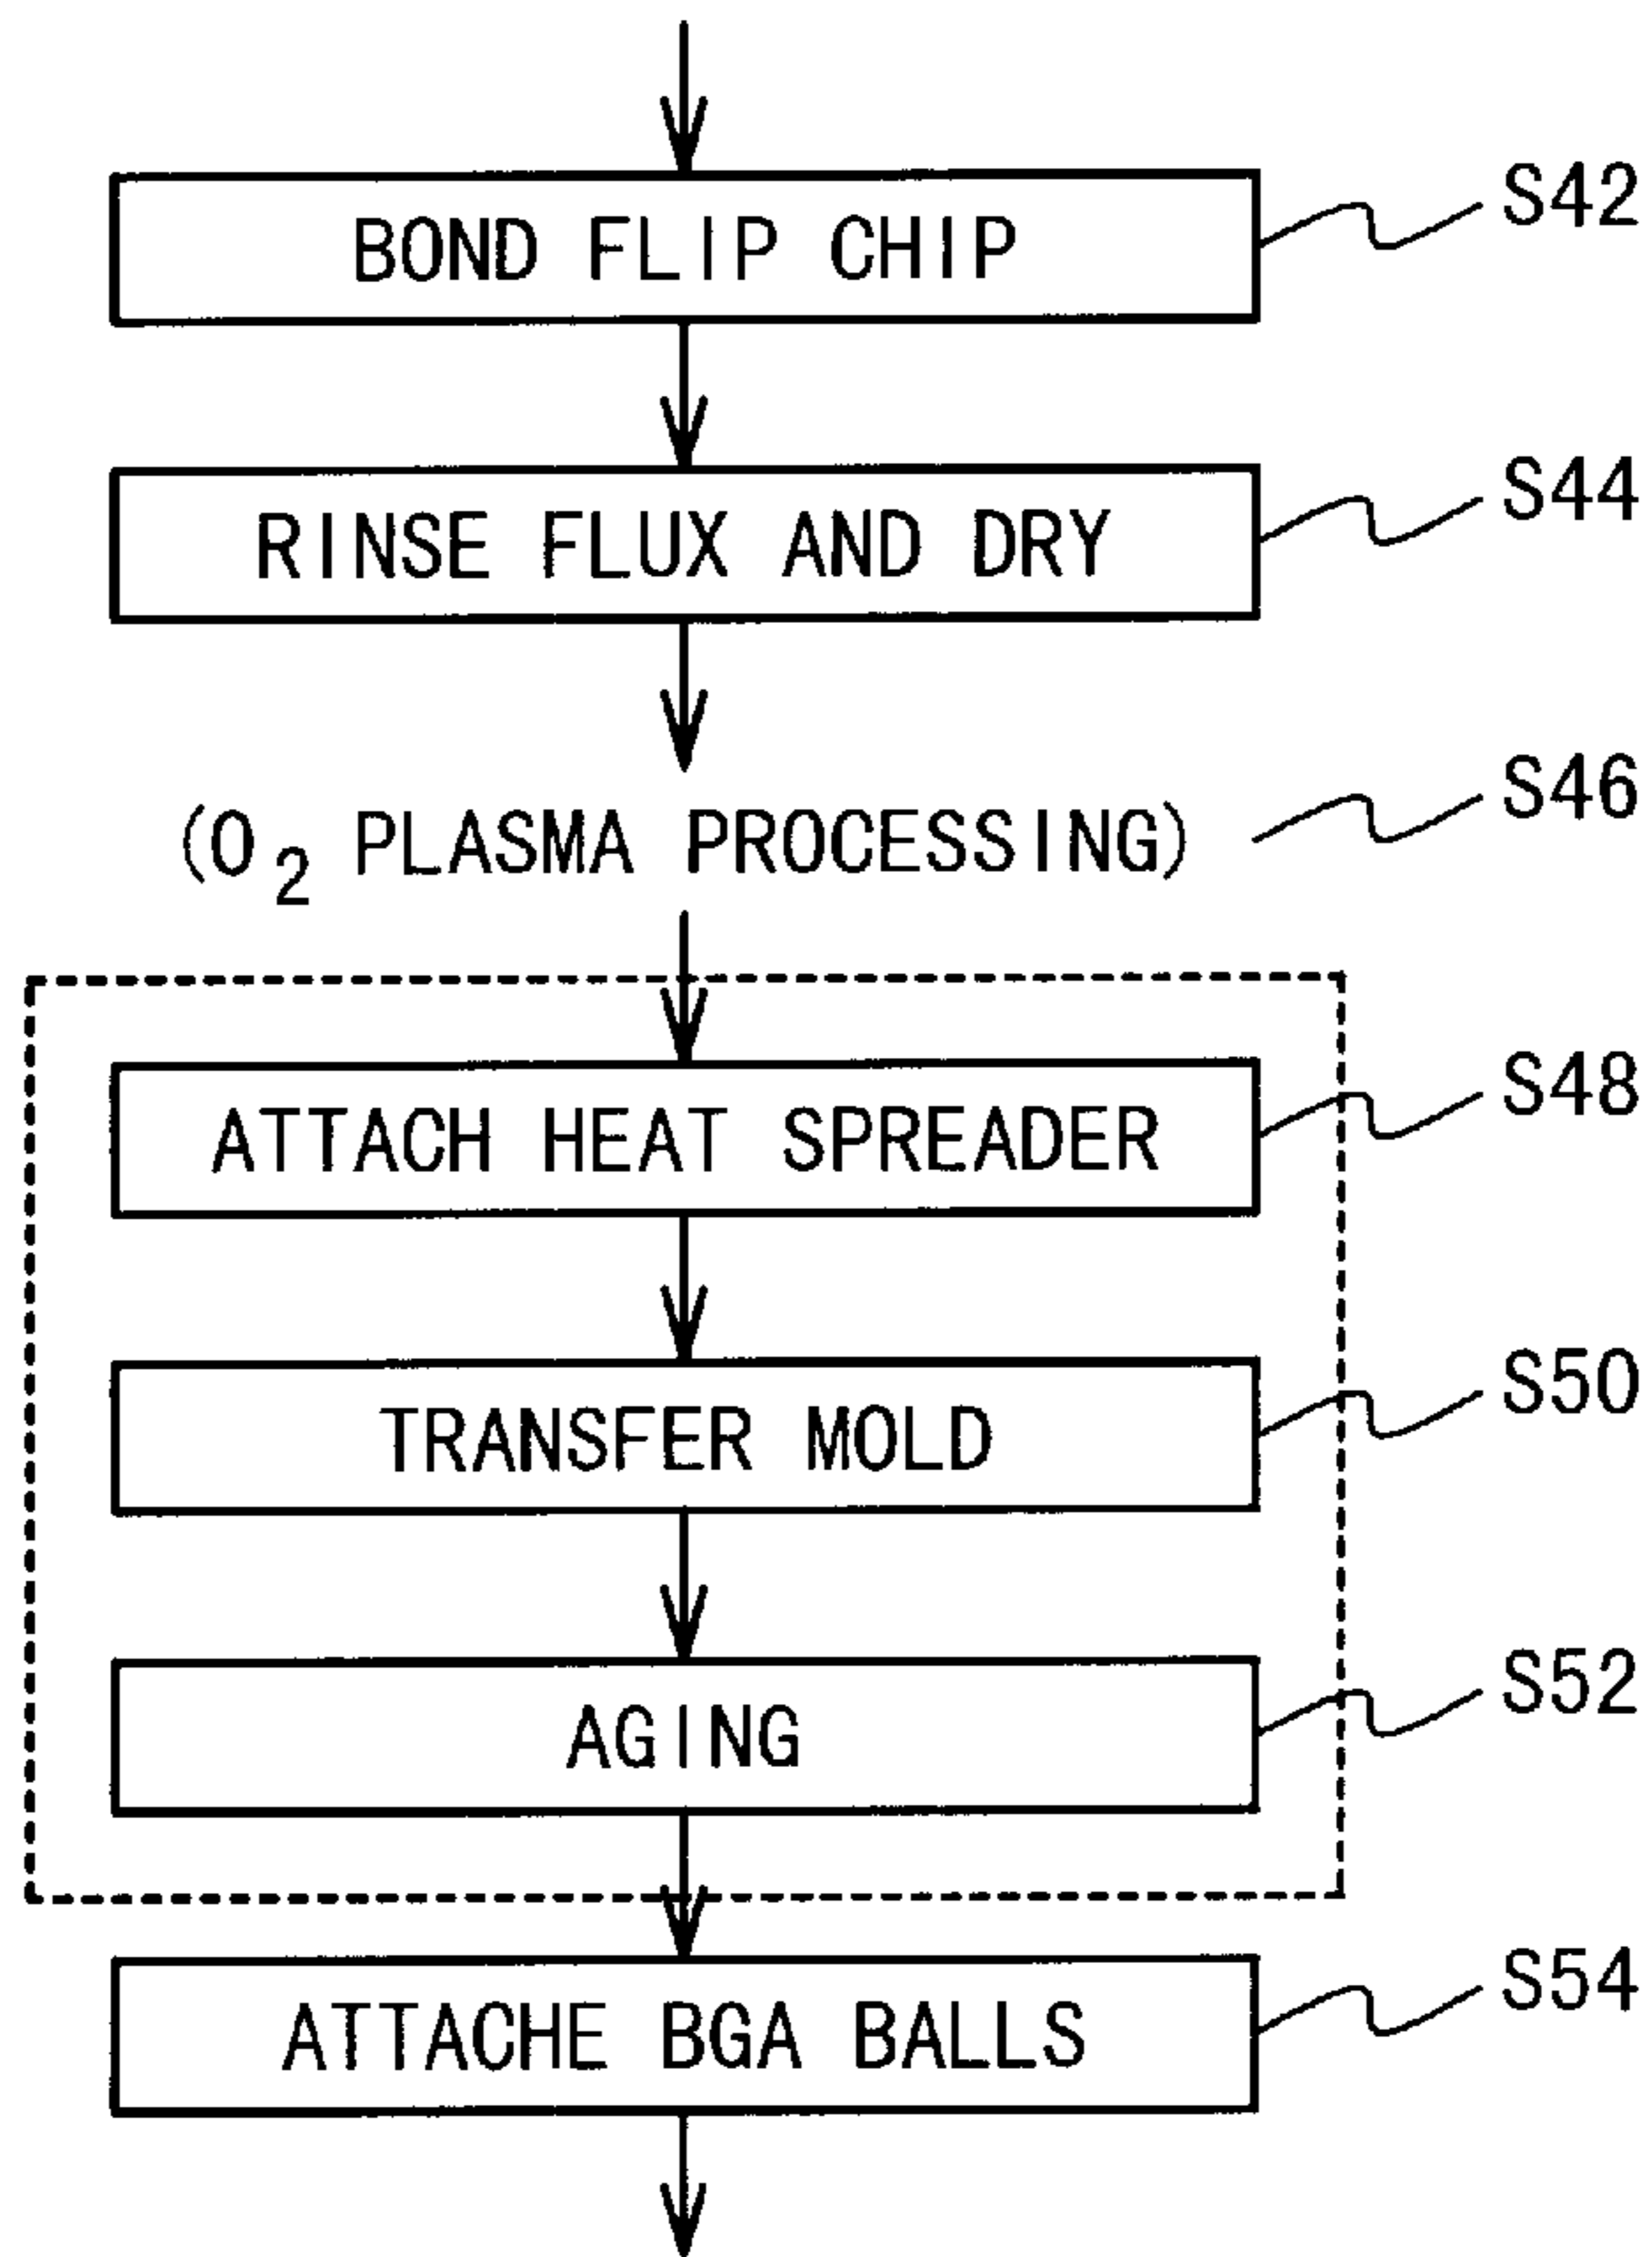 BOND FLIP CHIP S42
RINSE FLUX AND DRY S44
(O2 PLASMA PROCESSING) S46
ATTACH HEAT SPREADER S48
TRANSFER MOLD S50
AGING S52
ATTACHE BGA BALLS S54